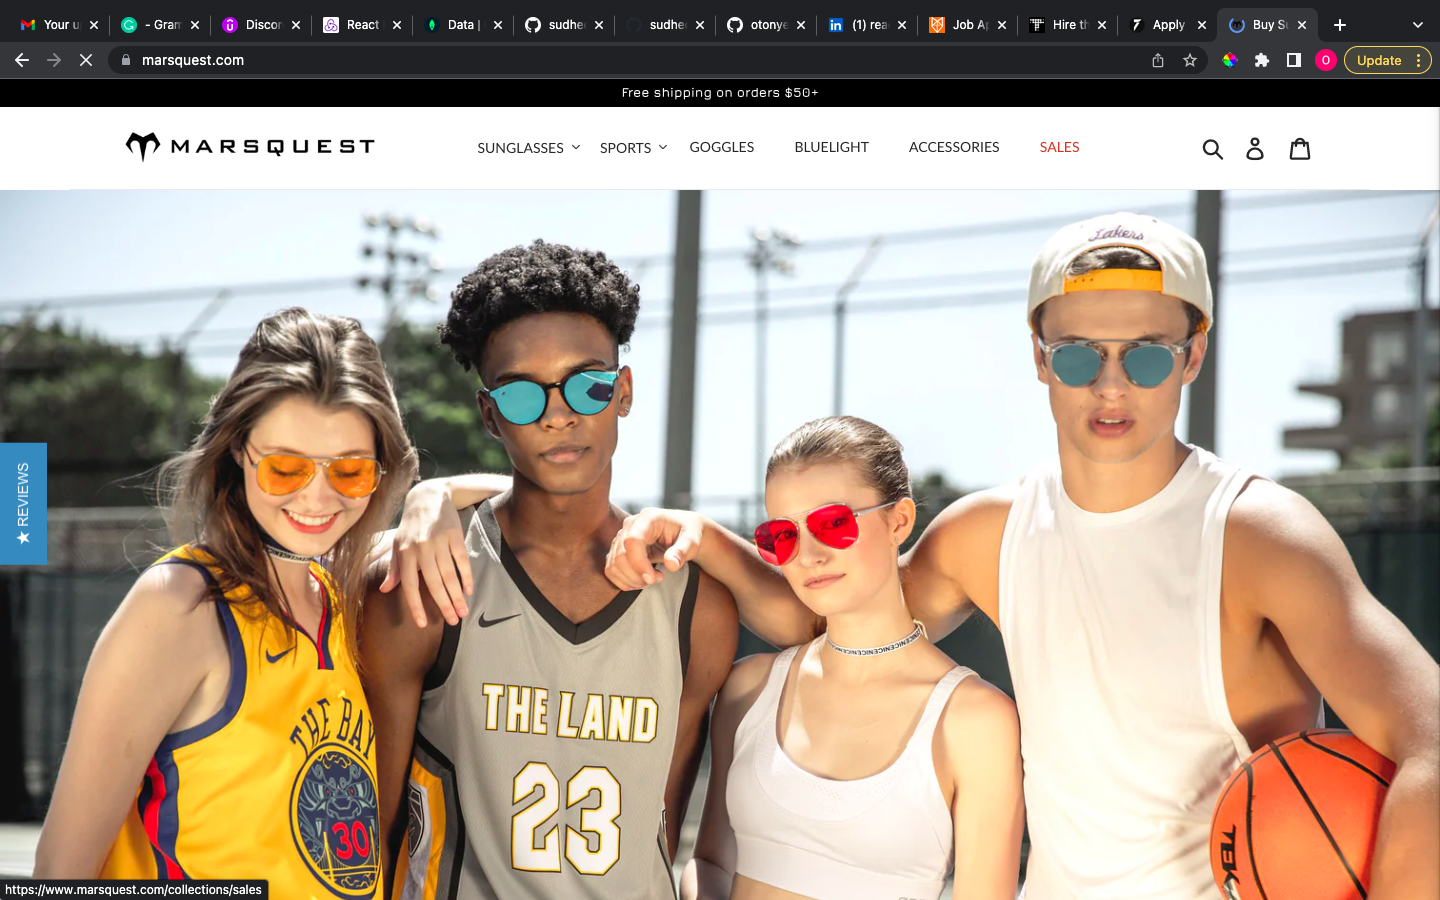 Your u
- Gram
Discor
React
Data |
sudhe
sudhe
otonye
(1) rea
Job Ap
Hire th
Apply
Buy Su
marsquest.com
O
Update
Free shipping on orders $50+
MARSQUEST
SUNGLASSES
SPORTS
GOGGLES
BLUELIGHT
ACCESSORIES
SALES
Lakers
★ REVIEWS
THE BAY
30
THE LAND
23
https://www.marsquest.com/collections/sales